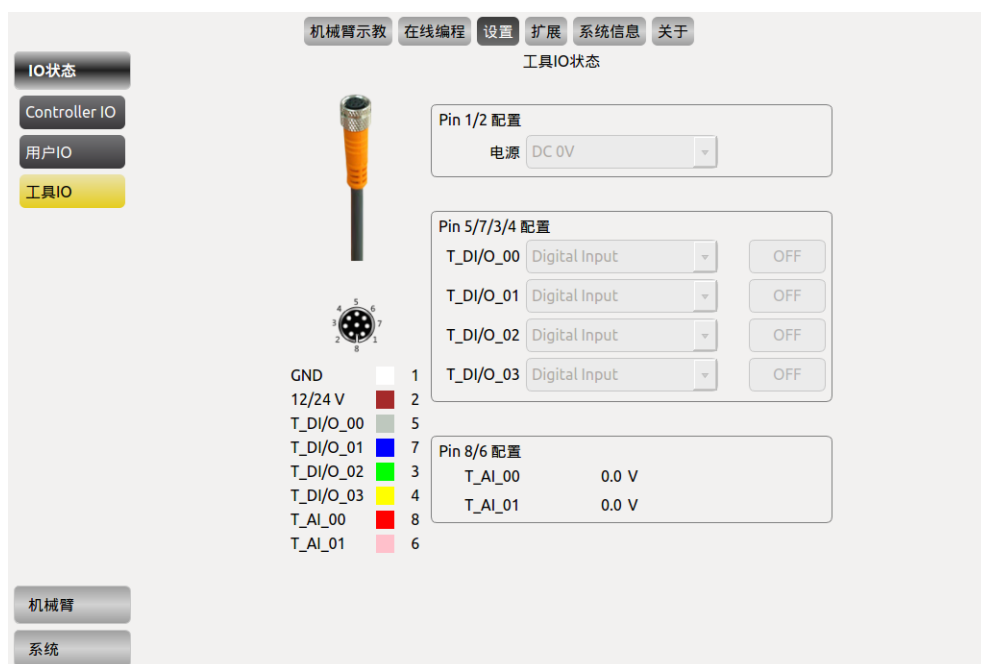 机械臂示教 在线编程 设置 扩展 系统信息 关于
工具IO状态
IO状态
Controller IO
用户IO
工具IO
机械臂
系统
4 5 6
3 7
2 8 1
GND 1
12/24 V 2
T_DI/O_00 5
T_DI/O_01 7
T_DI/O_02 3
T_DI/O_03 4
T_AI_00 8
T_AI_01 6
Pin 1/2 配置
电源 DC 0V
Pin 5/7/3/4 配置
T_DI/O_00 Digital Input OFF
T_DI/O_01 Digital Input OFF
T_DI/O_02 Digital Input OFF
T_DI/O_03 Digital Input OFF
Pin 8/6 配置
T_AI_00 0.0 V
T_AI_01 0.0 V